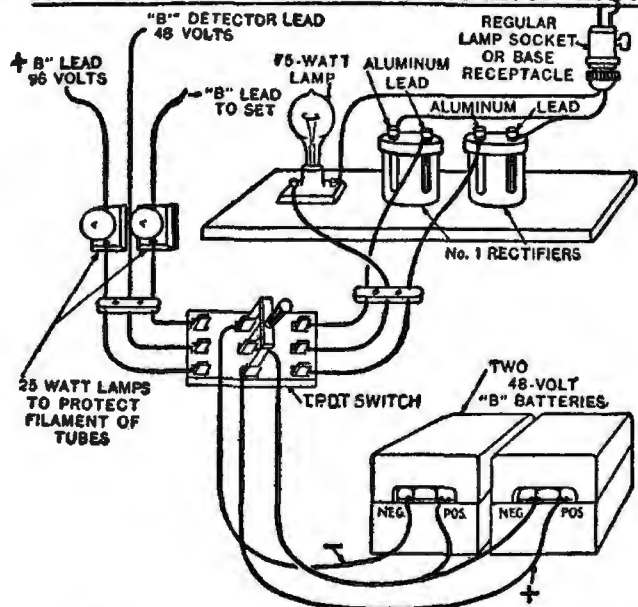 "B" DETECTOR LEAD
48 VOLTS
+ B" LEAD
96 VOLTS
75-WATT
LAMP
ALUMINUM
LEAD
REGULAR
LAMP SOCKET
OR BASE
RECEPTACLE
– "B" LEAD
TO SET
ALUMINUM
LEAD
No. 1 RECTIFIERS
25 WATT LAMPS
TO PROTECT
FILAMENT OF
TUBES
T.P.D.T SWITCH
TWO
48-VOLT
"B" BATTERIES
NEG.
POS.
NEG.
POS
–
+